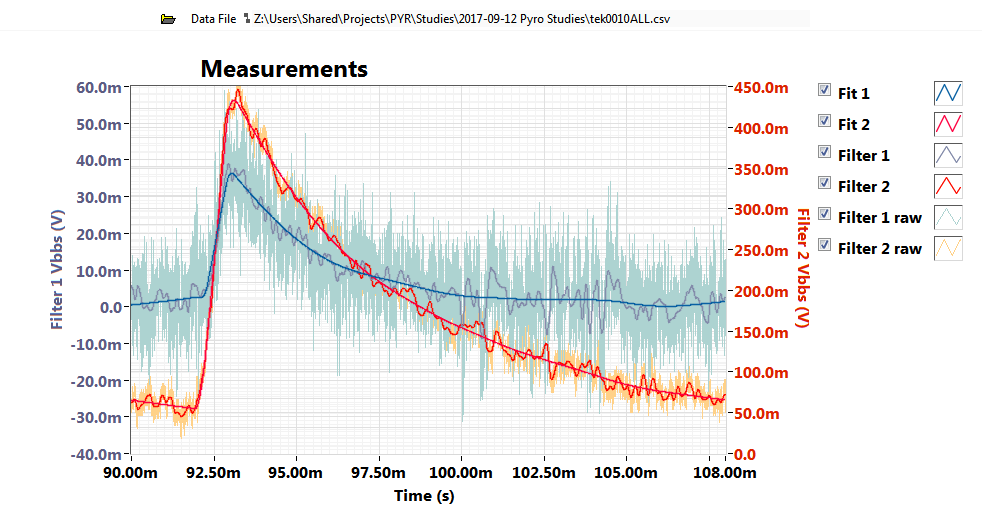 Data File Z:\Users\Shared\Projects\PYR\Studies\2017-09-12 Pyro Studies\tek0010ALL.csv
Measurements
Filter 1 Vbbs (V)
60.0m
50.0m
40.0m
30.0m
20.0m
10.0m
0.0
-10.0m
-20.0m
-30.0m
-40.0m
450.0m
400.0m
350.0m
300.0m
250.0m
200.0m
150.0m
100.0m
50.0m
0.0
Filter 2 Vbbs (V)
90.00m 92.50m 95.00m 97.50m 100.00m 102.50m 105.00m 108.00m
Time (s)
Fit 1
Fit 2
Filter 1
Filter 2
Filter 1 raw
Filter 2 raw